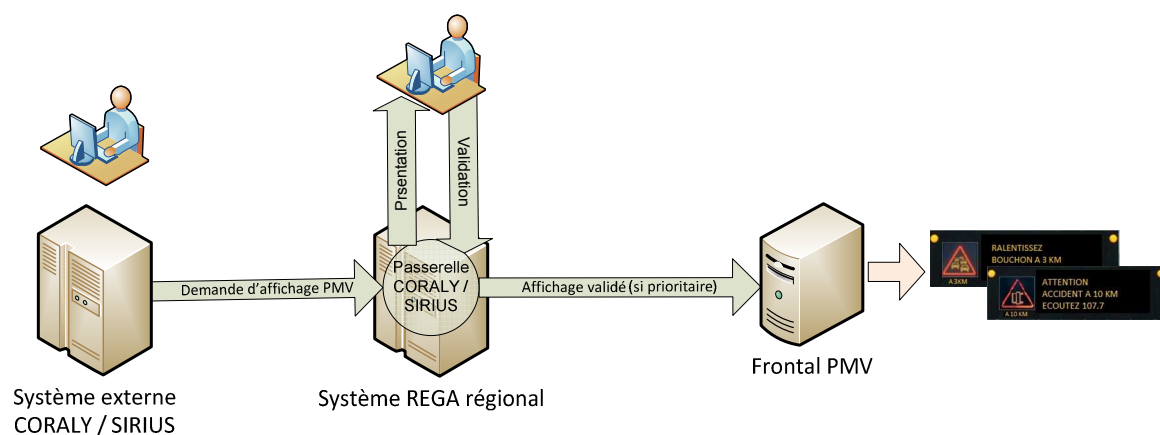 Prsentation
Validation
Demande d'affichage PMV
Passerelle
CORALY /
SIRIUS
Affichage validé (si prioritaire)
RALENTISSEZ
BOUCHON A 3 KM
A 3KM
ATTENTION
ACCIDENT A 10 KM
ECOUTEZ 107.7
A 10 KM
Système externe
CORALY / SIRIUS
Système REGA régional
Frontal PMV